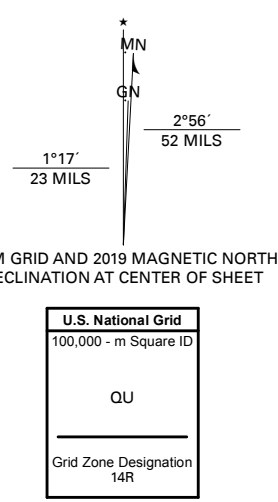 ★
MN
GN
2°56´
52 MILS
1°17´
23 MILS
M GRID AND 2019 MAGNETIC NORTH
ECLINATION AT CENTER OF SHEET
U.S. National Grid
100,000 - m Square ID
QU
Grid Zone Designation
14R